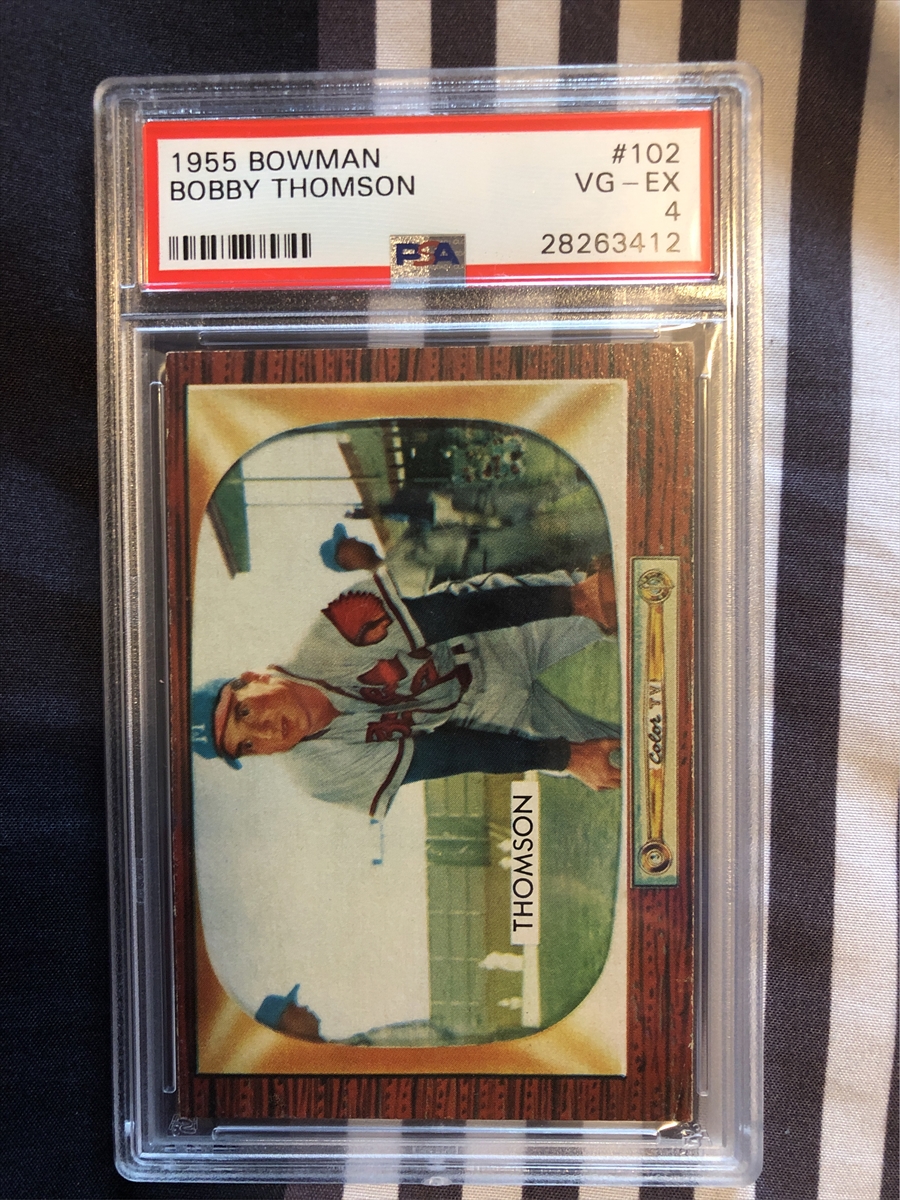 1955 BOWMAN
BOBBY THOMSON
#102
VG-EX
4
28263412
PSA
M
THOMSON
Color TV